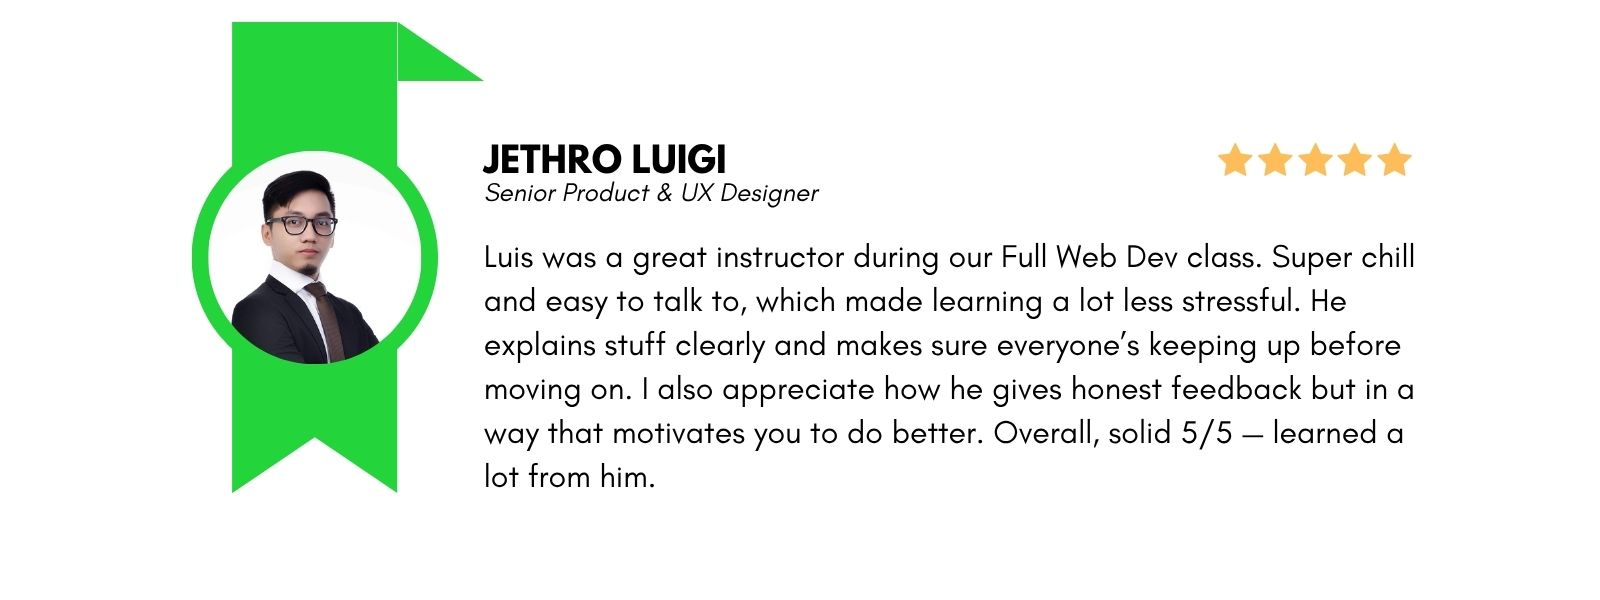 JETHRO LUIGI
Senior Product & UX Designer
Luis was a great instructor during our Full Web Dev class. Super chill
and easy to talk to, which made learning a lot less stressful. He
explains stuff clearly and makes sure everyone’s keeping up before
moving on. I also appreciate how he gives honest feedback but in a
way that motivates you to do better. Overall, solid 5/5 — learned a
lot from him.